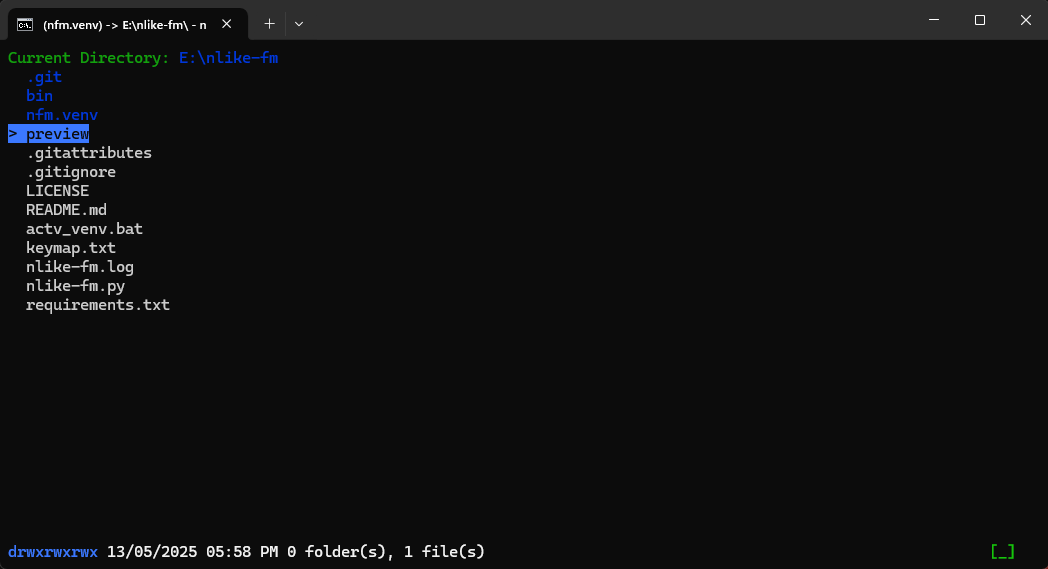 (nfm.venv) -> E:\nlike-fm\ - n
Current Directory: E:\nlike-fm
.git
bin
nfm.venv
> preview
.gitattributes
.gitignore
LICENSE
README.md
actv_venv.bat
keymap.txt
nlike-fm.log
nlike-fm.py
requirements.txt
drwxrwxrwx 13/05/2025 05:58 PM 0 folder(s), 1 file(s) [_]